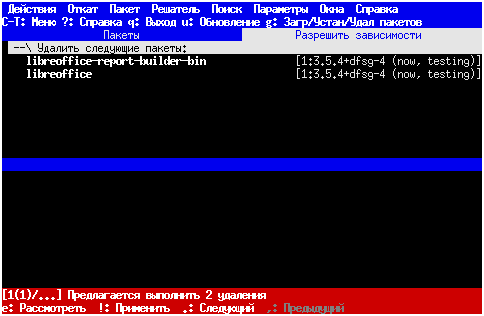 Действия Откат Пакет Решатель Поиск Параметры Окна Справка
C-T: Меню ?: Справка q: Выход u: Обновление g: Загр/Устан/Удал пакетов
Пакеты Разрешить зависимости
--\ Удалить следующие пакеты:
libreoffice-report-builder-bin [1:3.5.4+dfsg-4 (now, testing)]
libreoffice [1:3.5.4+dfsg-4 (now, testing)]
[1(1)/...] Предлагается выполнить 2 удаления
e: Рассмотреть !: Применить .: Следующий ,: Предыдущий